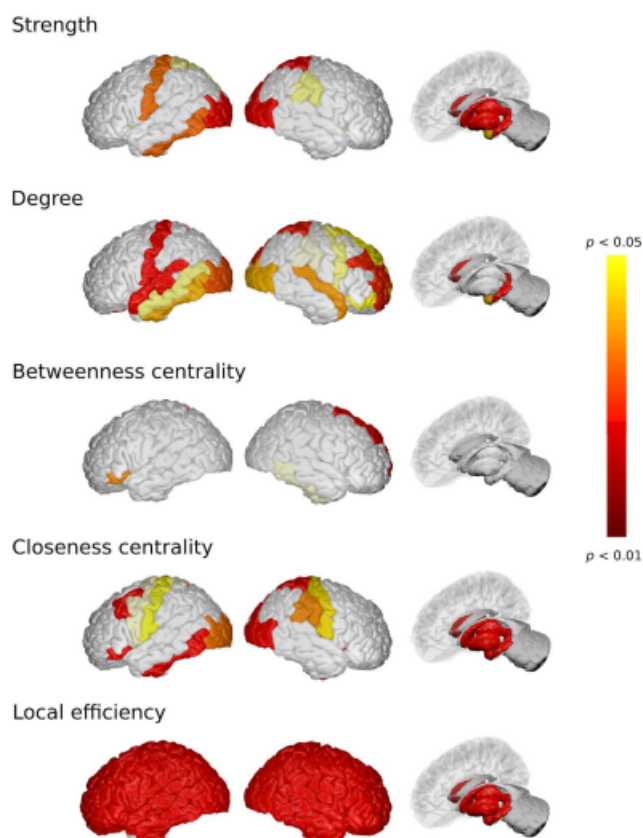 Strength
Degree
p < 0.05
Betweenness centrality
Closeness centrality
p < 0.01
Local efficiency